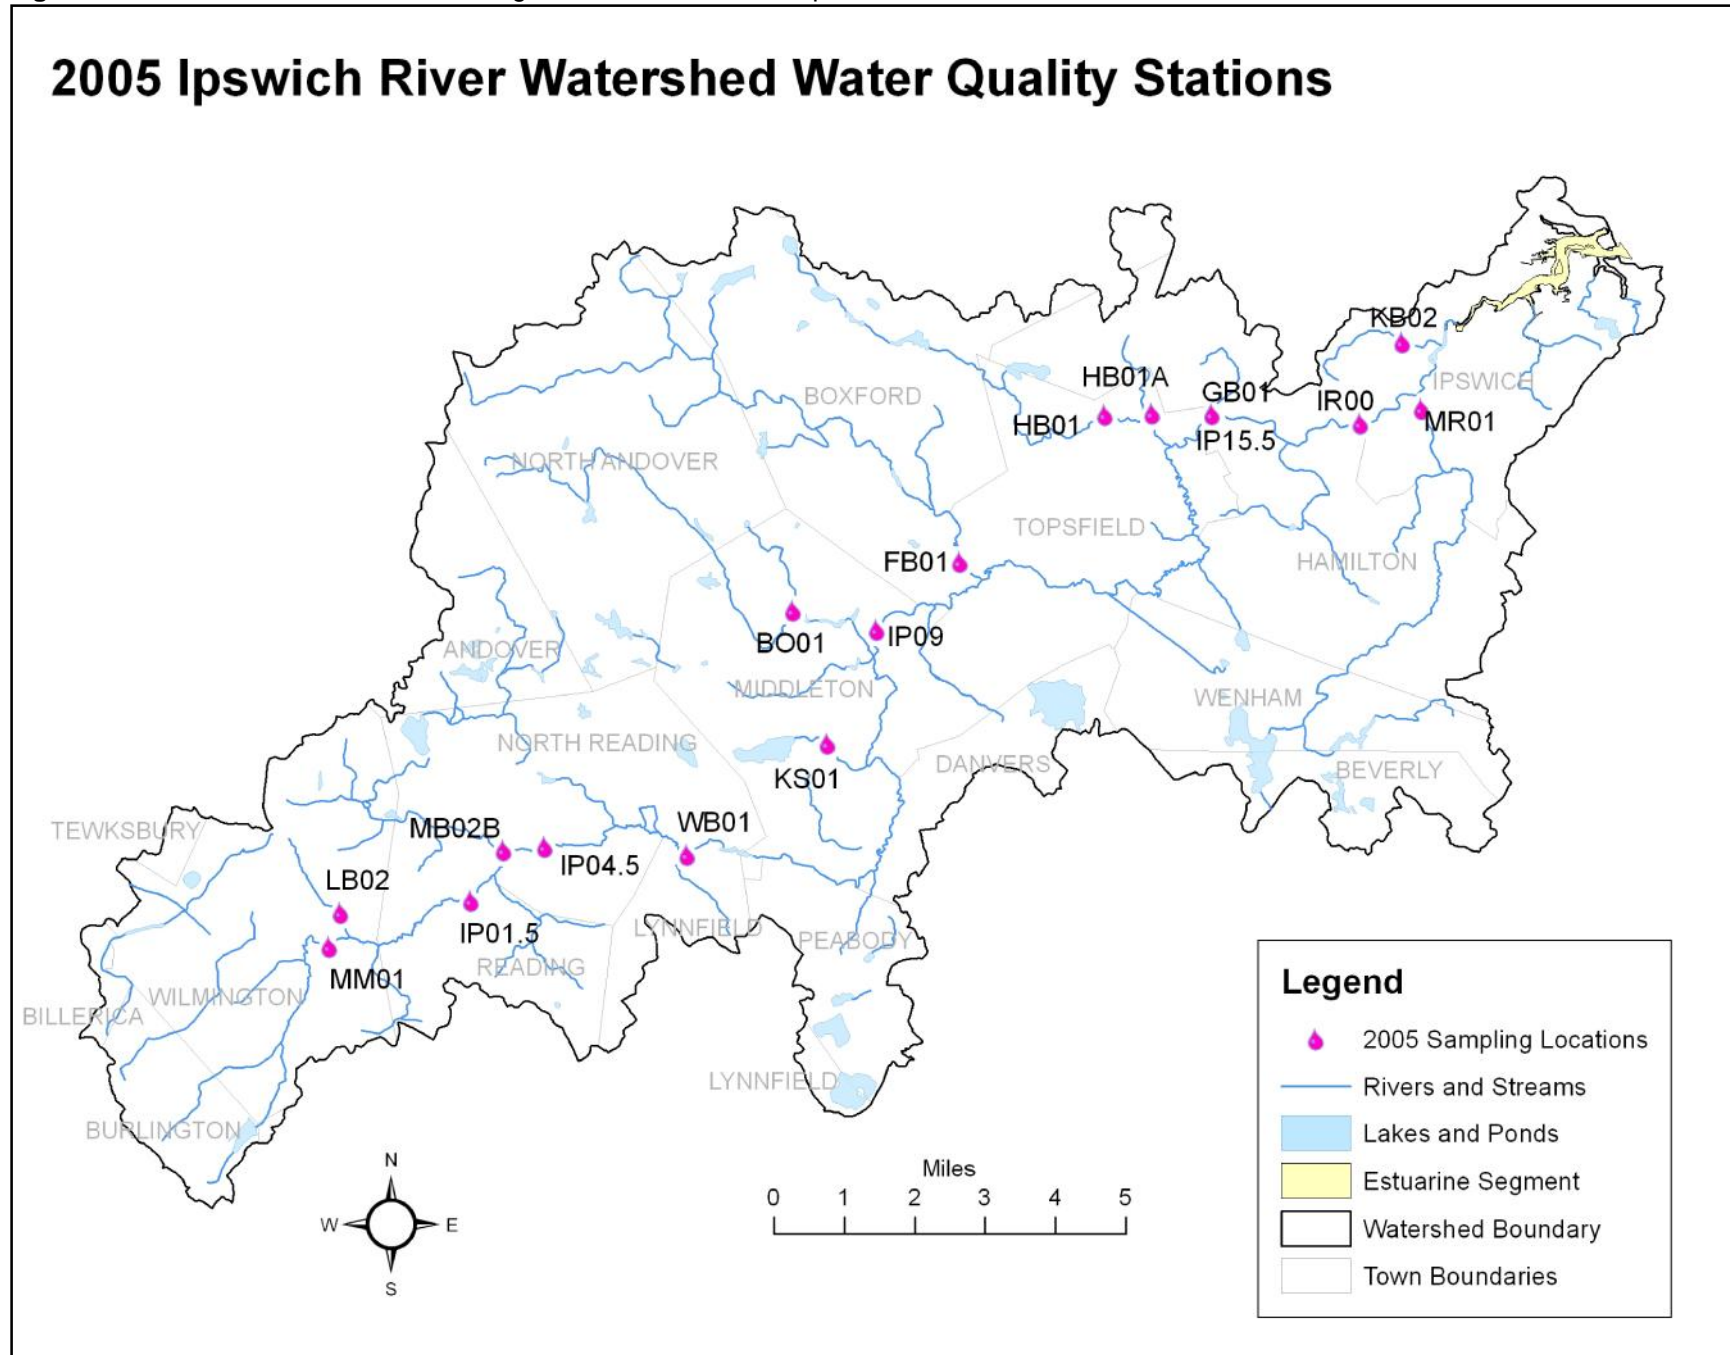 2005 Ipswich River Watershed Water Quality Stations
KB02
HB01A
IPSWICH
BOXFORD
GB01
IR00
HB01
MR01
IP15.5
NORTH ANDOVER
TOPSFIELD
FB01
HAMILTON
BO01
IP09
ANDOVER
MIDDLETON
WENHAM
NORTH READING
DANVERS
KS01
BEVERLY
TEWKSBURY
MB02B
WB01
IP04.5
LB02
IP01.5
LYNNFIELD
PEABODY
READING
MM01
WILMINGTON
BILLERICA
LYNNFIELD
BURLINGTON
N
W E
S
Miles
0 1 2 3 4 5
Legend
2005 Sampling Locations
Rivers and Streams
Lakes and Ponds
Estuarine Segment
Watershed Boundary
Town Boundaries